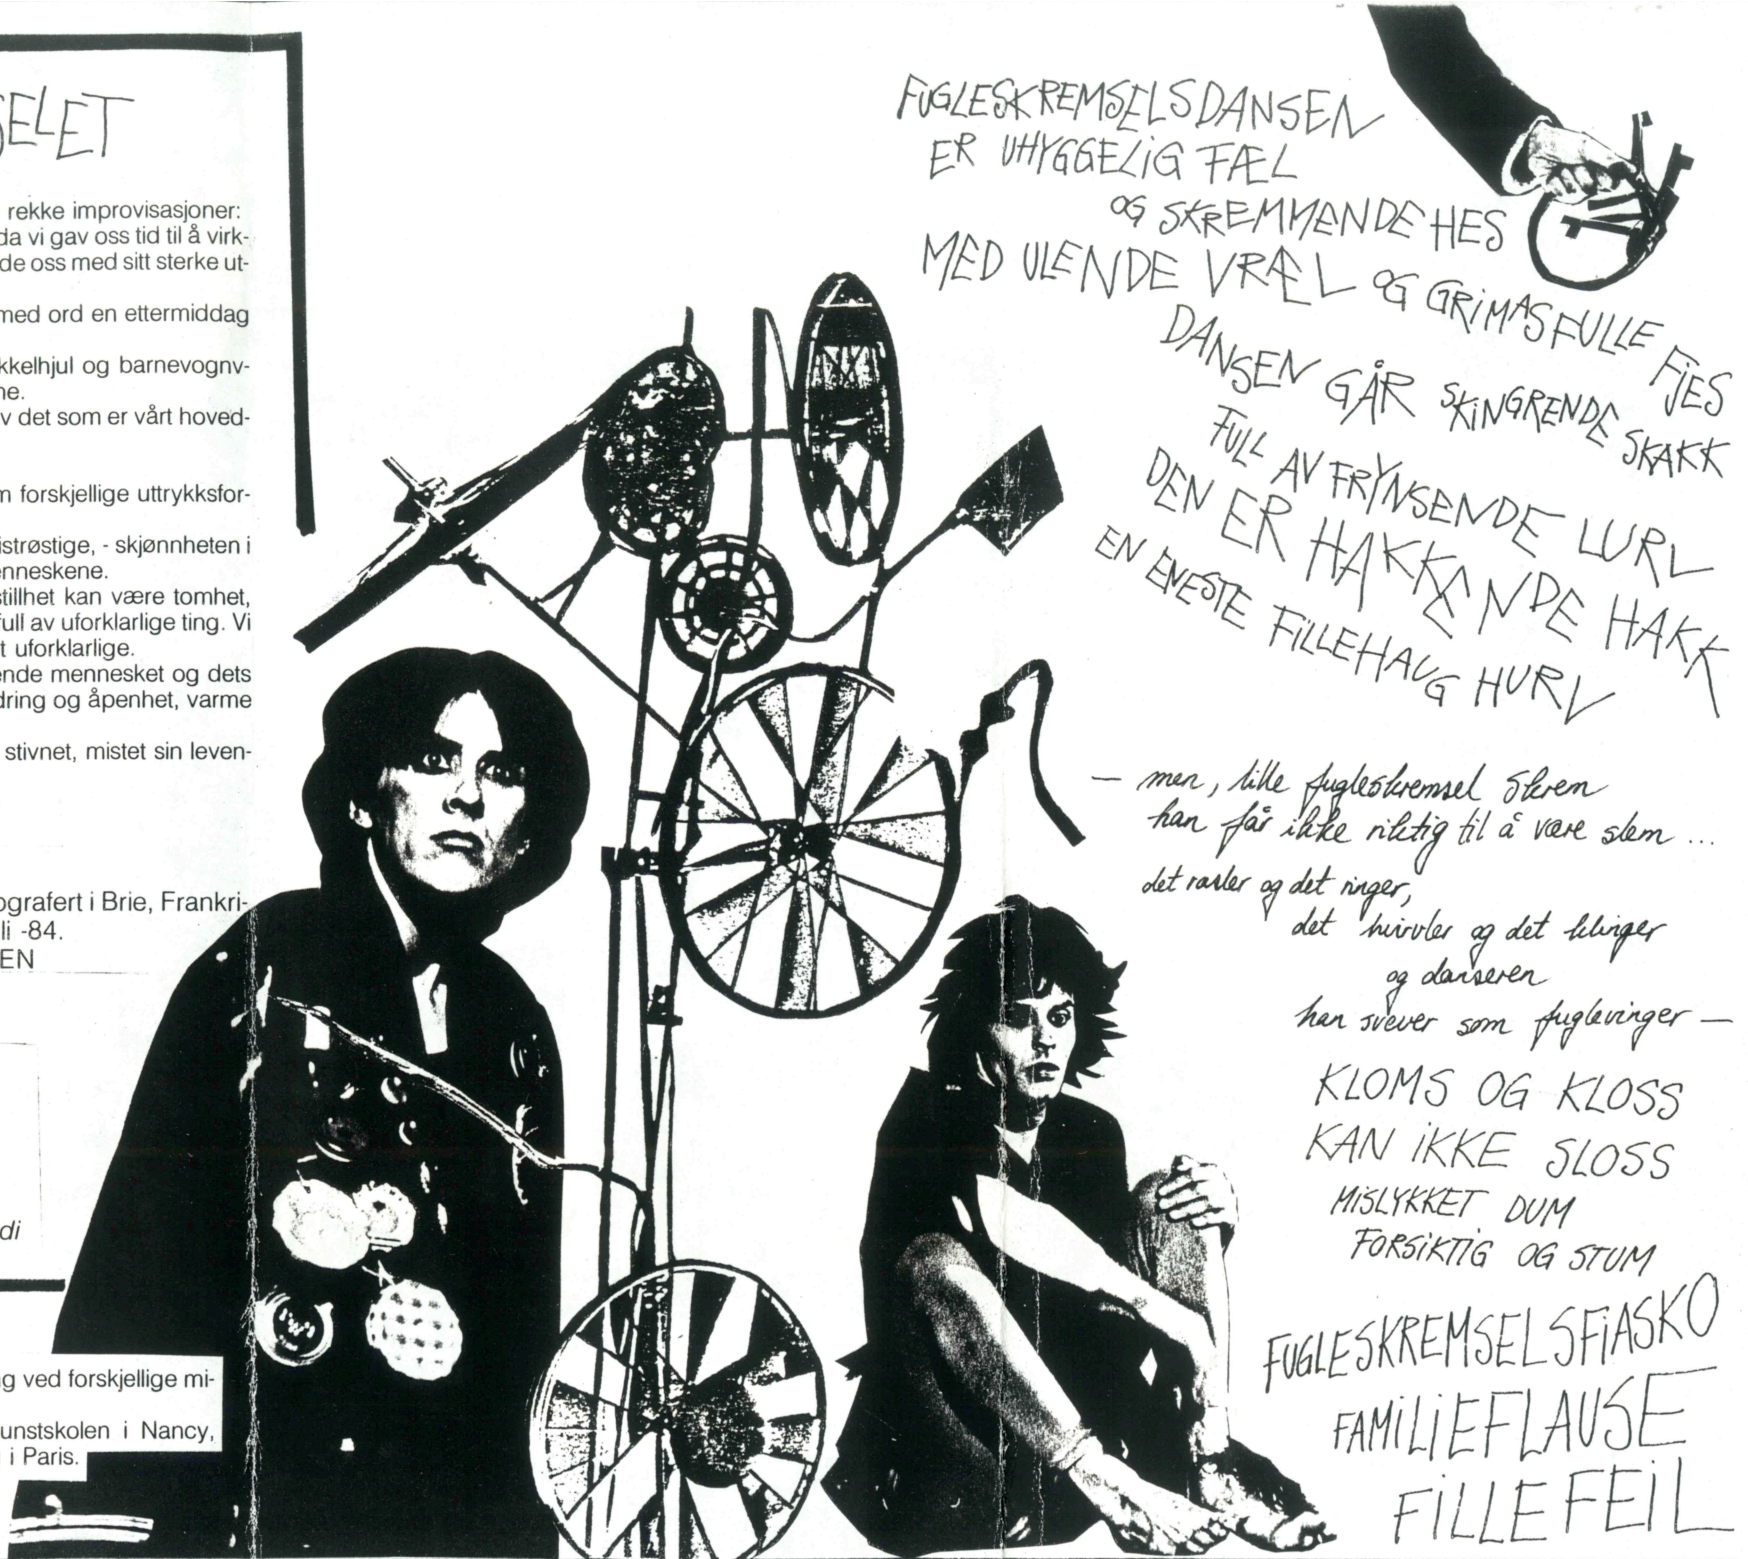 SELET
rekke improvisasjoner:
da vi gav oss tid til å virk-
de oss med sitt sterke ut-
med ord en ettermiddag
kkelhjul og barnevognv-
ne.
v det som er vårt hoved-
m forskjellige uttrykksfor-
istrøstige, - skjønnheten i
enneskene.
stillhet kan være tomhet,
full av uforklarlige ting. Vi
t uforklarlige.
ende mennesket og dets
dring og åpenhet, varme
stivnet, mistet sin leven-
ografert i Brie, Frankri-
li -84.
EN
di
g ved forskjellige mi-
unstskolen i Nancy,
i Paris.
FUGLESKREMSELSDANSEN
ER UHYGGELIG FÆL
OG SKREMMENDE HES
MED ULENDE VRÆL OG GRIMASFULLE FJES
DANSEN GÅR SKINGRENDE SKAKK
FULL AV FRYNSENDE LURV
DEN ER HAKKENDE HAKK
EN ENESTE FILLEHAUG HURV
— men, lille fugleskremsel skrem
han får ikke riktig til å være slem ...
det rasler og det ringer,
det hvirvler og det klinger
og danseren
han svever som fuglevinger —
KLOMS OG KLOSS
KAN IKKE SLOSS
MISLYKKET DUM
FORSIKTIG OG STUM
FUGLESKREMSELSFIASKO
FAMILIEFLAUSE
FILLEFEIL